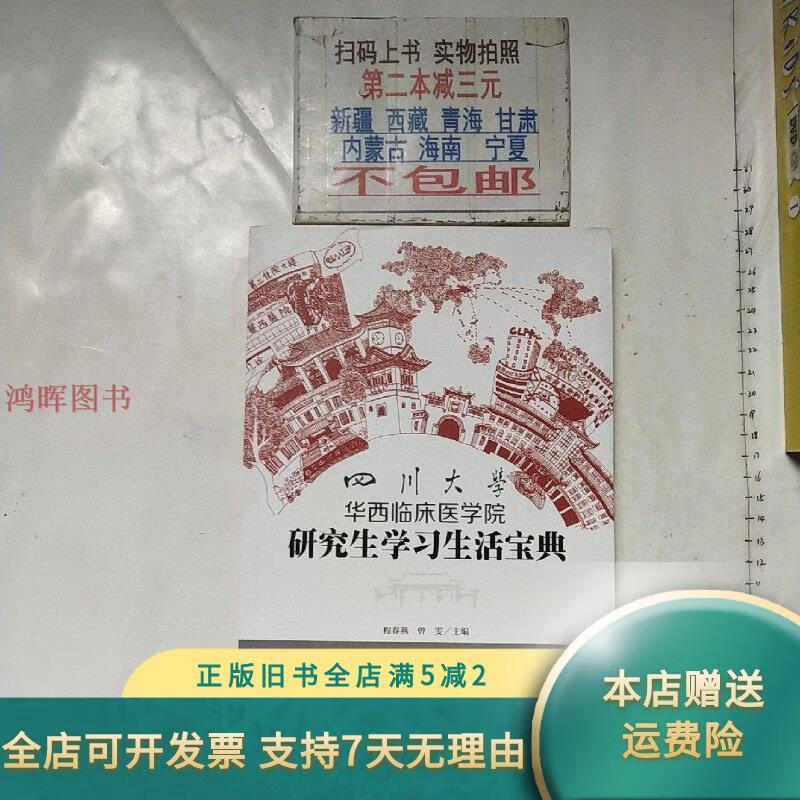 扫码上书 实物拍照
第二本减三元
新疆 西藏 青海 甘肃
内蒙古 海南 宁夏
不包邮
鸿晖图书
四川大學
华西临床医学院
研究生学习生活宝典
程春燕 曾 雯／主编
正版旧书全店满5减2
全店可开发票 支持7天无理由
本店赠送
运费险